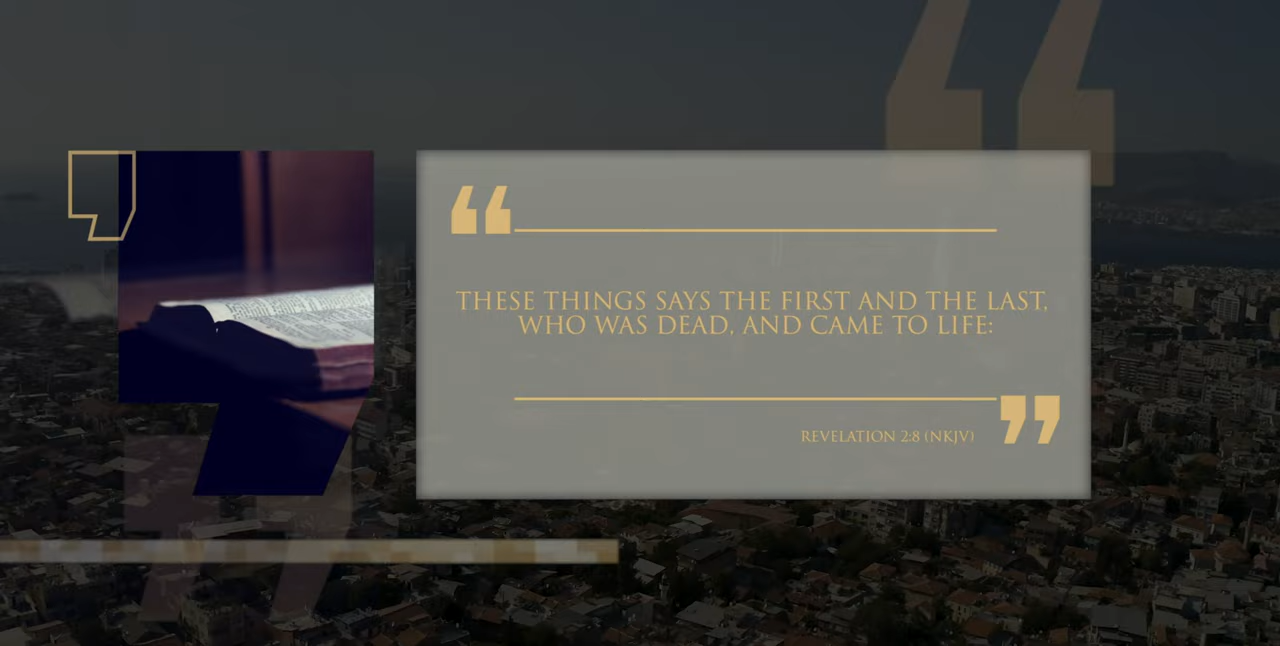 “
THESE THINGS SAYS THE FIRST AND THE LAST,
WHO WAS DEAD, AND CAME TO LIFE:
”
REVELATION 2:8 (NKJV)